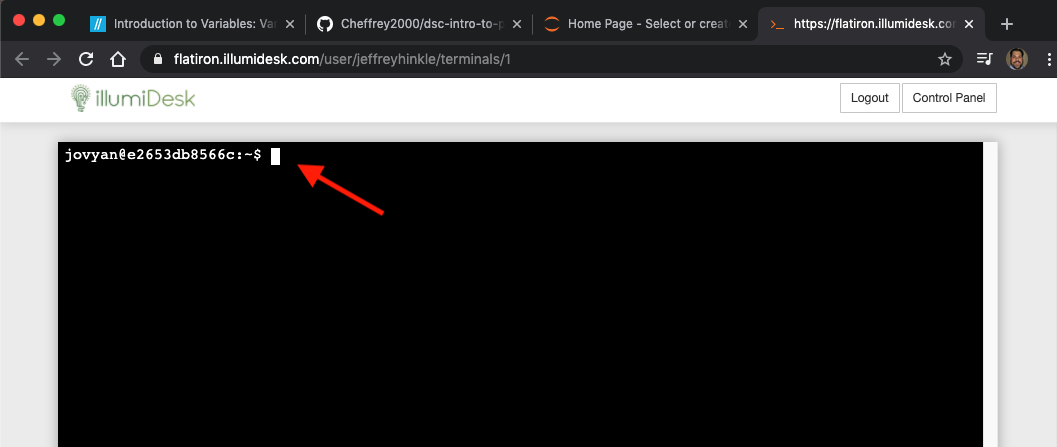 Introduction to Variables: Va
Cheffrey2000/dsc-intro-to-p
Home Page - Select or creat
https://flatiron.illumidesk.co
flatiron.illumidesk.com/user/jeffreyhinkle/terminals/1
illumiDesk
Logout
Control Panel
jovyan@e2653db8566c:~$